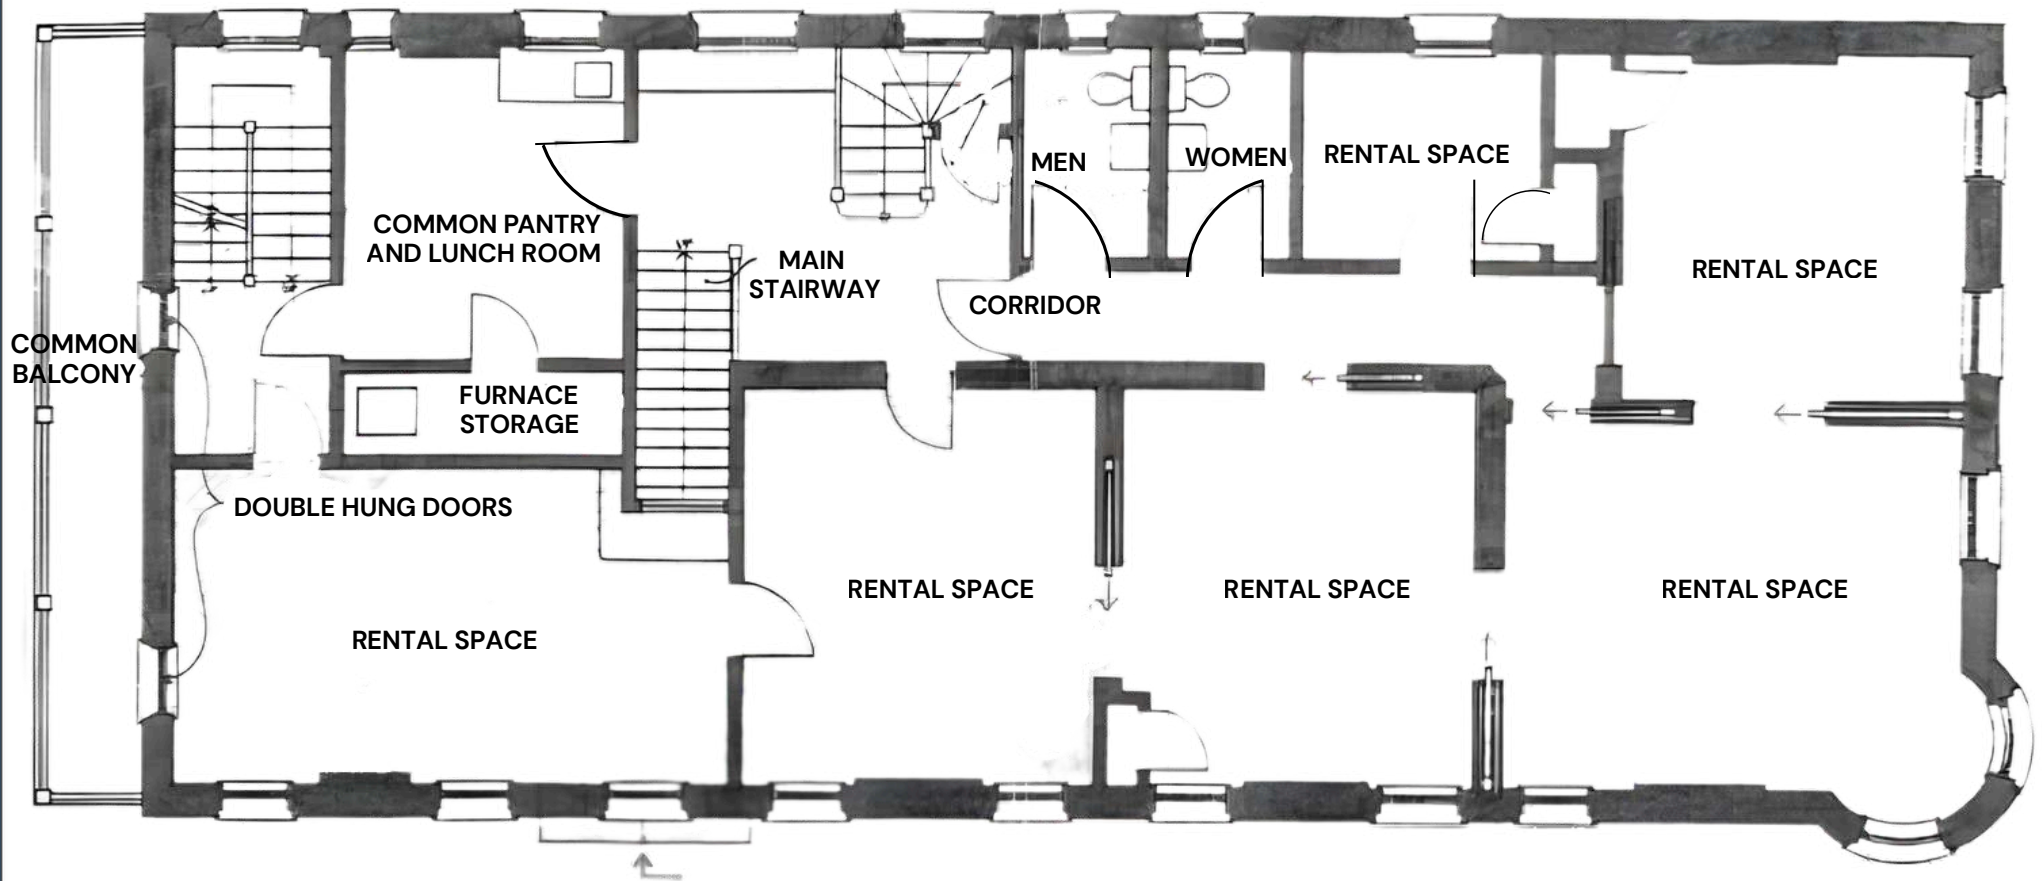 MEN
WOMEN
RENTAL SPACE
COMMON PANTRY
AND LUNCH ROOM
MAIN
STAIRWAY
RENTAL SPACE
CORRIDOR
COMMON
BALCONY
FURNACE
STORAGE
DOUBLE HUNG DOORS
RENTAL SPACE
RENTAL SPACE
RENTAL SPACE
RENTAL SPACE